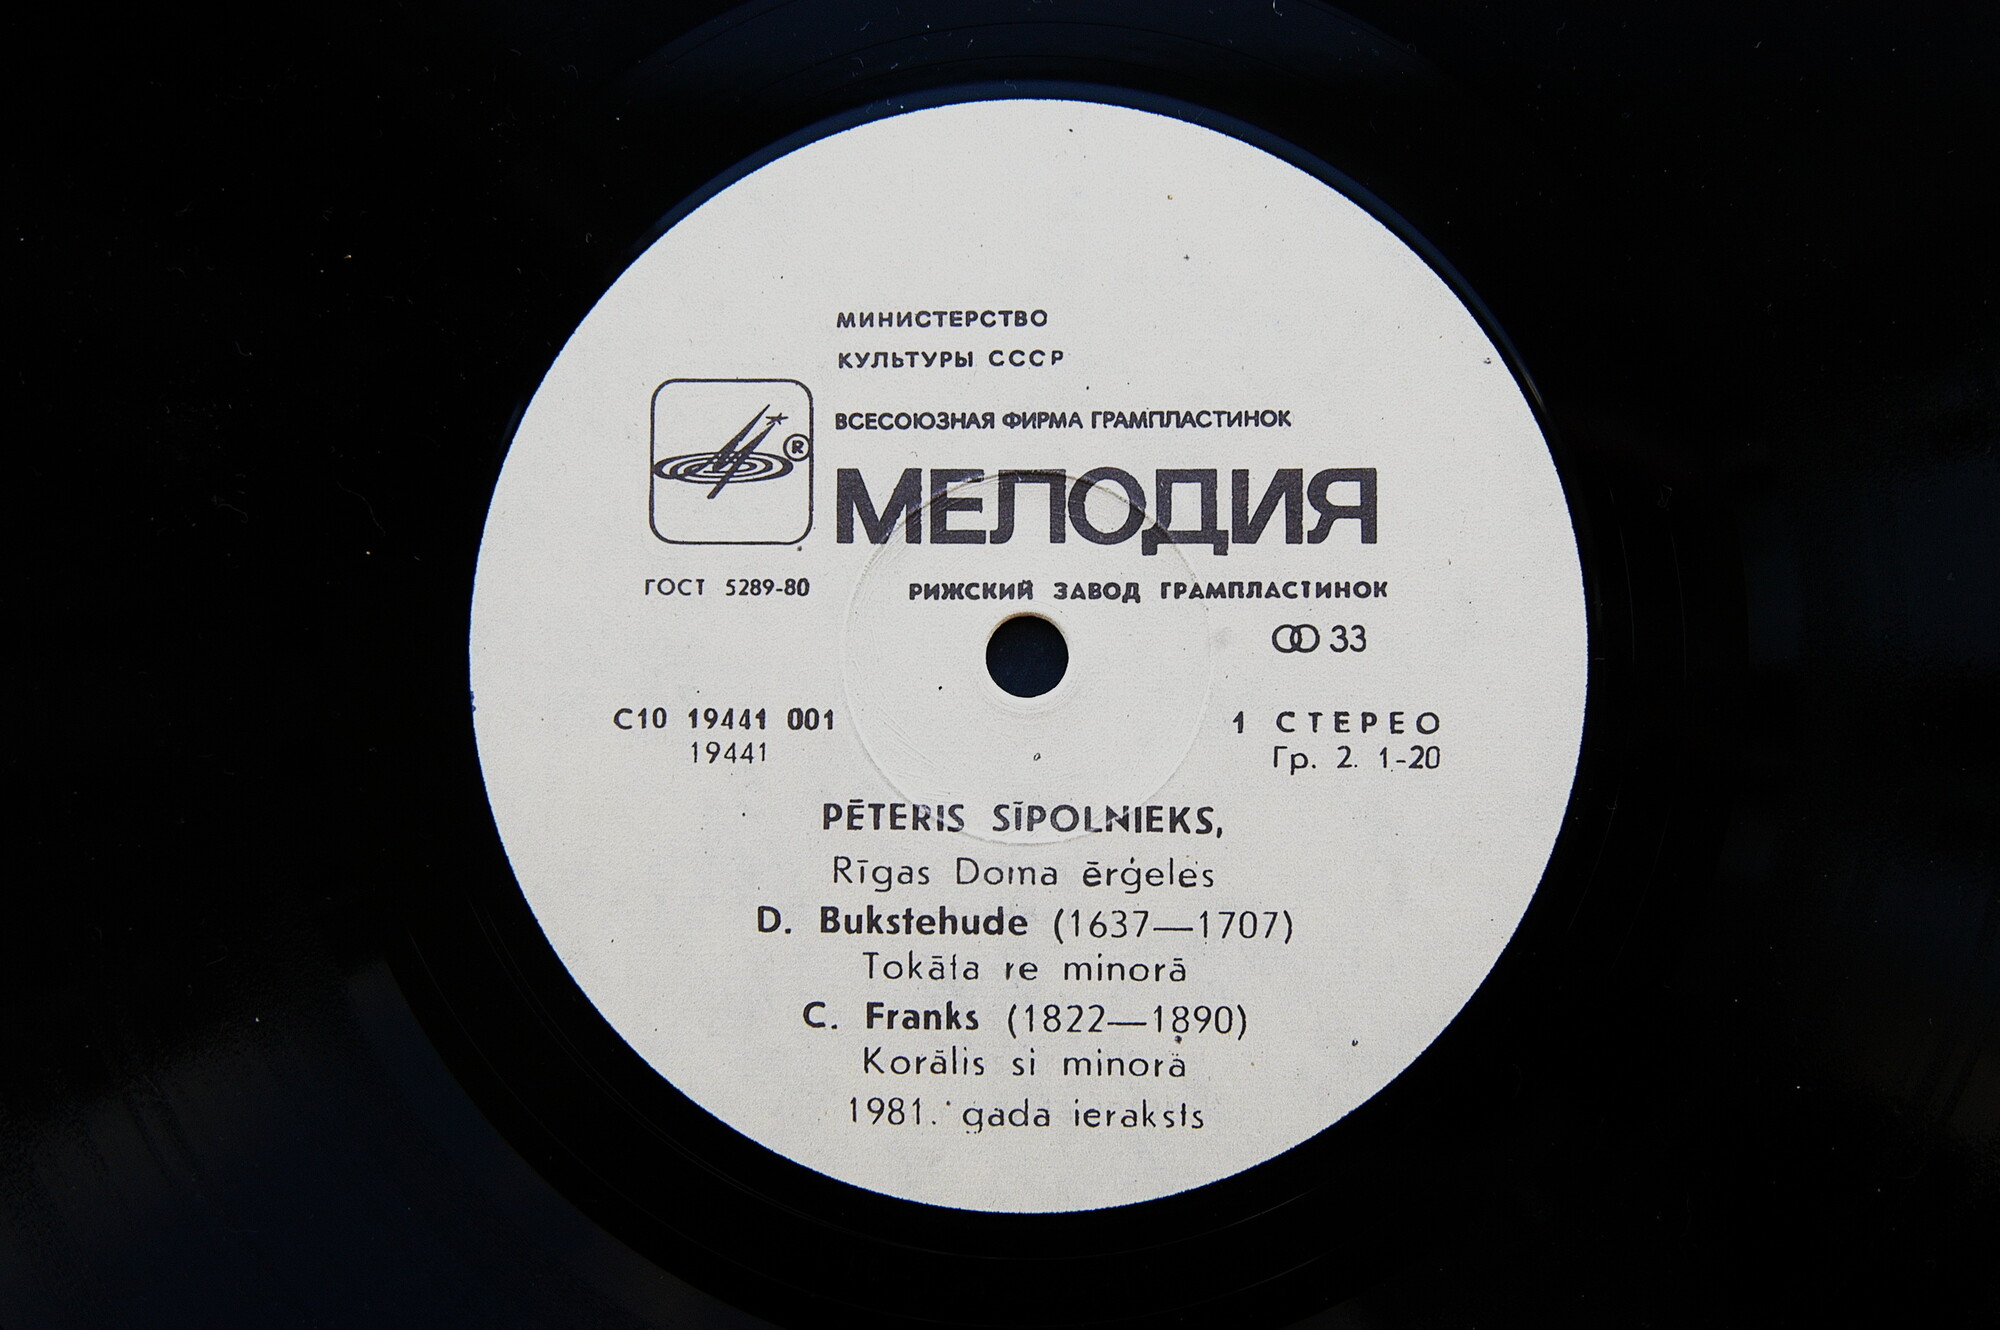 МИНИСТЕРСТВО
КУЛЬТУРЫ СССР
ВСЕСОЮЗНАЯ ФИРМА ГРАМПЛАСТИНОК
®
МЕЛОДИЯ
ГОСТ 5289-80 РИЖСКИЙ ЗАВОД ГРАМПЛАСТИНОК
33
С10 19441 001 1 СТЕРЕО
19441 Гр. 2. 1-20
PĒTERIS SĪPOLNIEKS,
Rīgas Doma ērģeles
D. Bukstehude (1637—1707)
Tokāta re minorā
C. Franks (1822—1890)
Korālis si minorā
1981. gada ieraksts